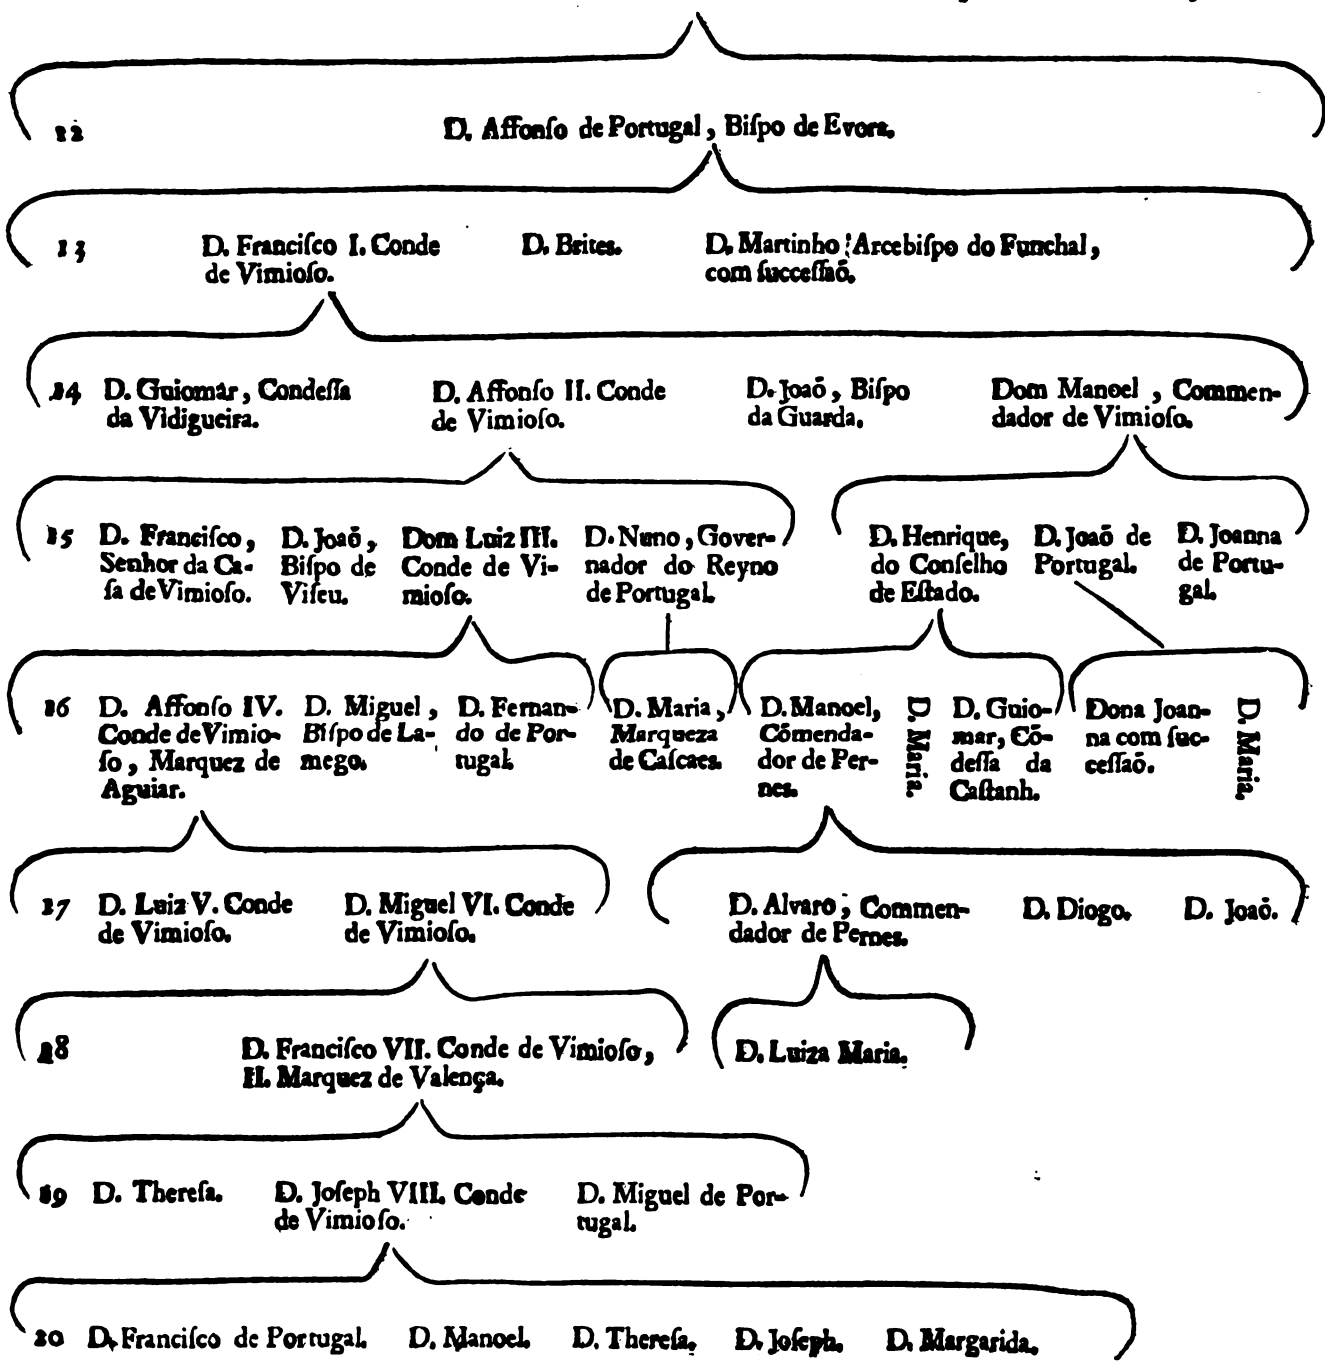 12 D. Affonſo de Portugal, Biſpo de Evora.
13 D. Franciſco I. Conde
de Vimioſo.
D. Brites.
D. Martinho, Arcebiſpo do Funchal,
com ſucceſſaõ.
14 D. Guiomar, Condeſſa
da Vidigueira.
D. Affonſo II. Conde
de Vimioſo.
D. Joaõ, Biſpo
da Guarda.
Dom Manoel, Commen-
dador de Vimioſo.
15 D. Franciſco,
Senhor da Ca-
ſa de Vimioſo.
D. Joaõ,
Biſpo de
Viſeu.
Dom Luiz III.
Conde de Vi-
mioſo.
D. Nuno, Gover-
nador do Reyno
de Portugal.
D. Henrique,
do Conſelho
de Eſtado.
D. Joaõ de
Portugal.
D. Joanna
de Portu-
gal.
16 D. Affonſo IV.
Conde de Vimio-
ſo, Marquez de
Aguiar.
D. Miguel,
Biſpo de La-
mego.
D. Fernan-
do de Por-
tugal.
D. Maria,
Marqueza
de Caſcaes.
D. Manoel,
Cõmenda-
dor de Per-
nes.
D. Maria.
D. Guio-
mar, Cõ-
deſſa da
Caſtanh.
Dona Joan-
na com ſuc-
ceſſaõ.
D. Maria.
17 D. Luiz V. Conde
de Vimioſo.
D. Miguel VI. Conde
de Vimioſo.
D. Alvaro, Commen-
dador de Pernes.
D. Diogo.
D. Joaõ.
18 D. Franciſco VII. Conde de Vimioſo,
II. Marquez de Valença.
D. Luiza Maria.
19 D. Thereſa.
D. Joſeph VIII. Conde
de Vimioſo.
D. Miguel de Por-
tugal.
20 D. Franciſco de Portugal.
D. Manoel.
D. Thereſa.
D. Joſeph.
D. Margarida.